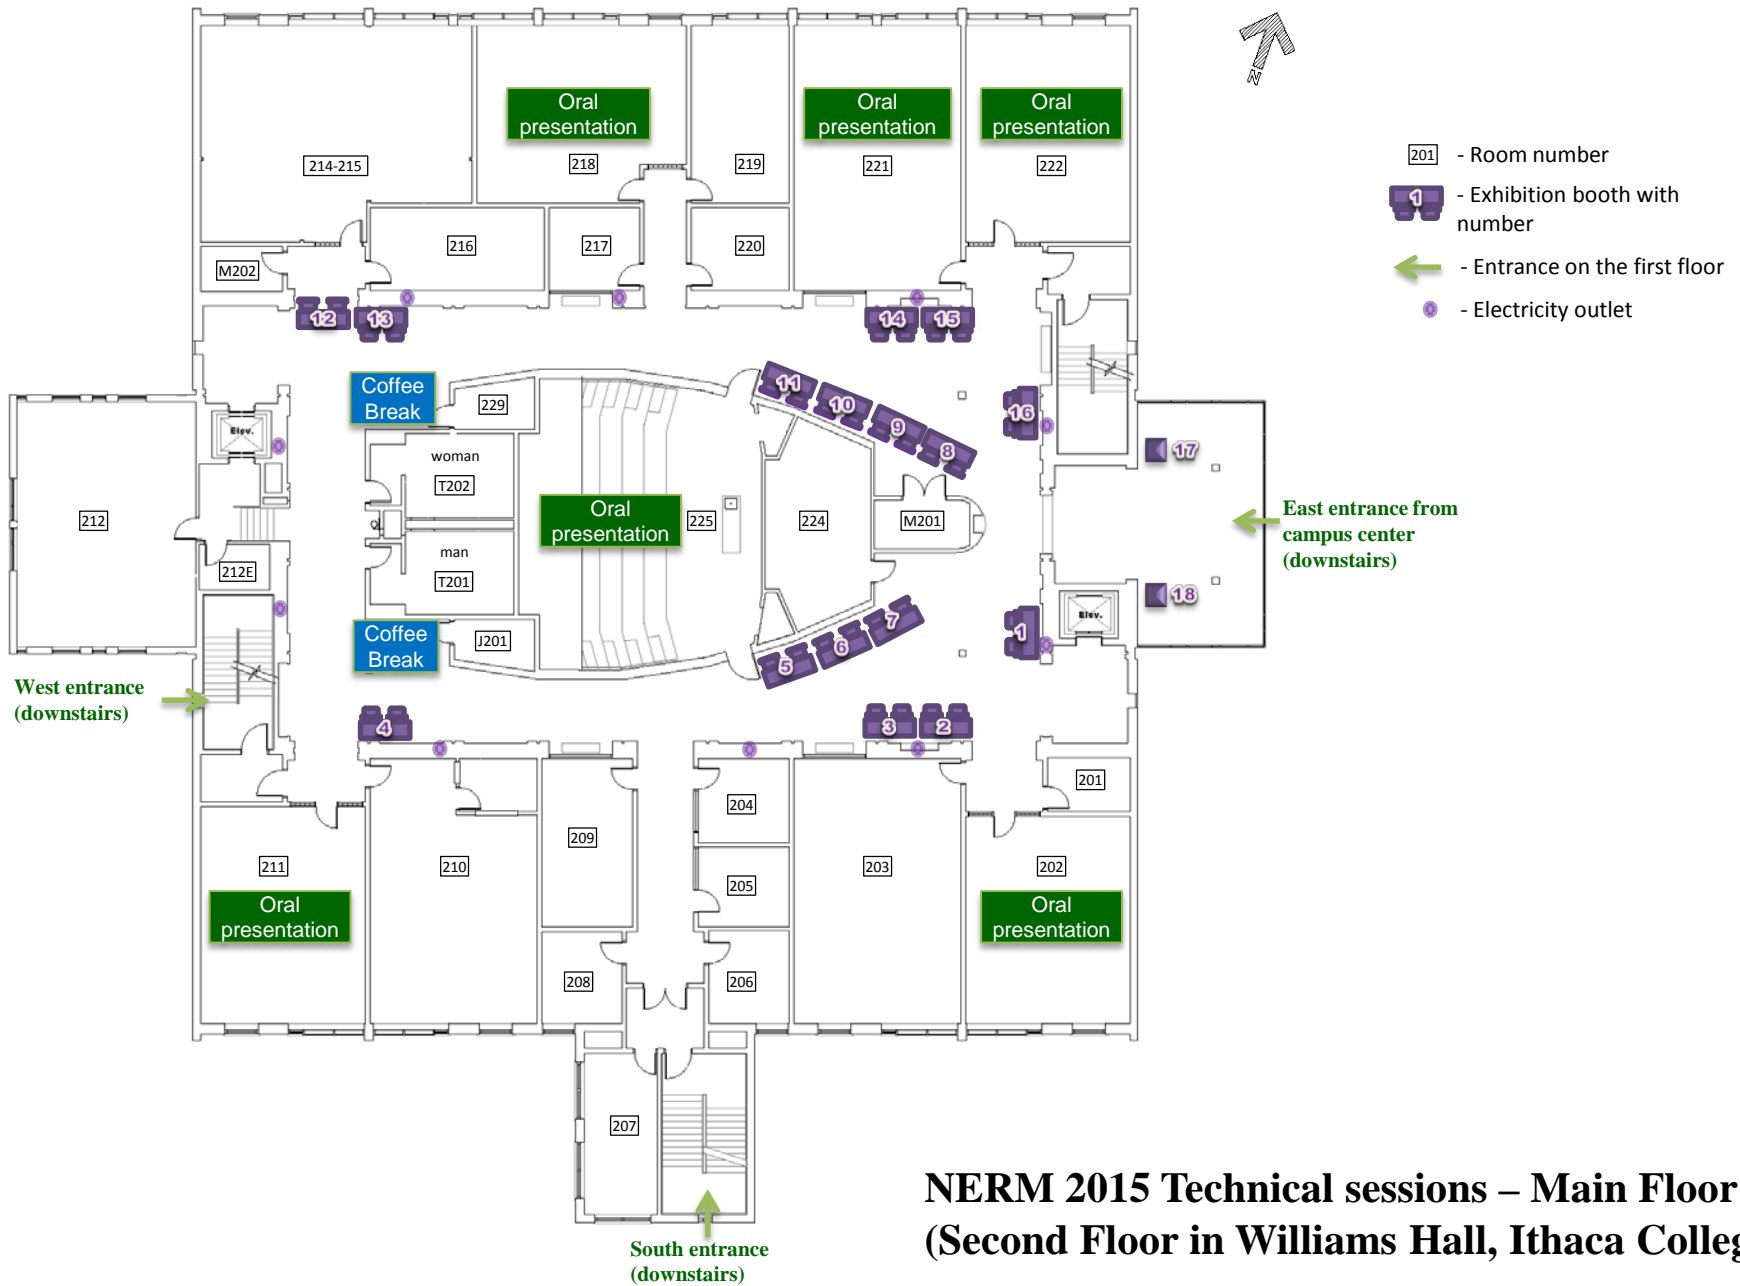 N
Oral
presentation
Oral
presentation
Oral
presentation
214-215
218
219
221
222
201 - Room number
1 - Exhibition booth with
number
- Entrance on the first floor
- Electricity outlet
216
217
220
M202
12
13
14
15
Coffee
Break
229
11
10
9
8
16
17
Elev.
woman
T202
212
Oral
presentation
225
224
M201
East entrance from
campus center
(downstairs)
man
T201
212E
18
Elev.
Coffee
Break
J201
7
6
5
1
West entrance
(downstairs)
4
3
2
201
204
209
211
210
205
203
202
Oral
presentation
Oral
presentation
208
206
207
South entrance
(downstairs)
NERM 2015 Technical sessions – Main Floor
(Second Floor in Williams Hall, Ithaca Colleg